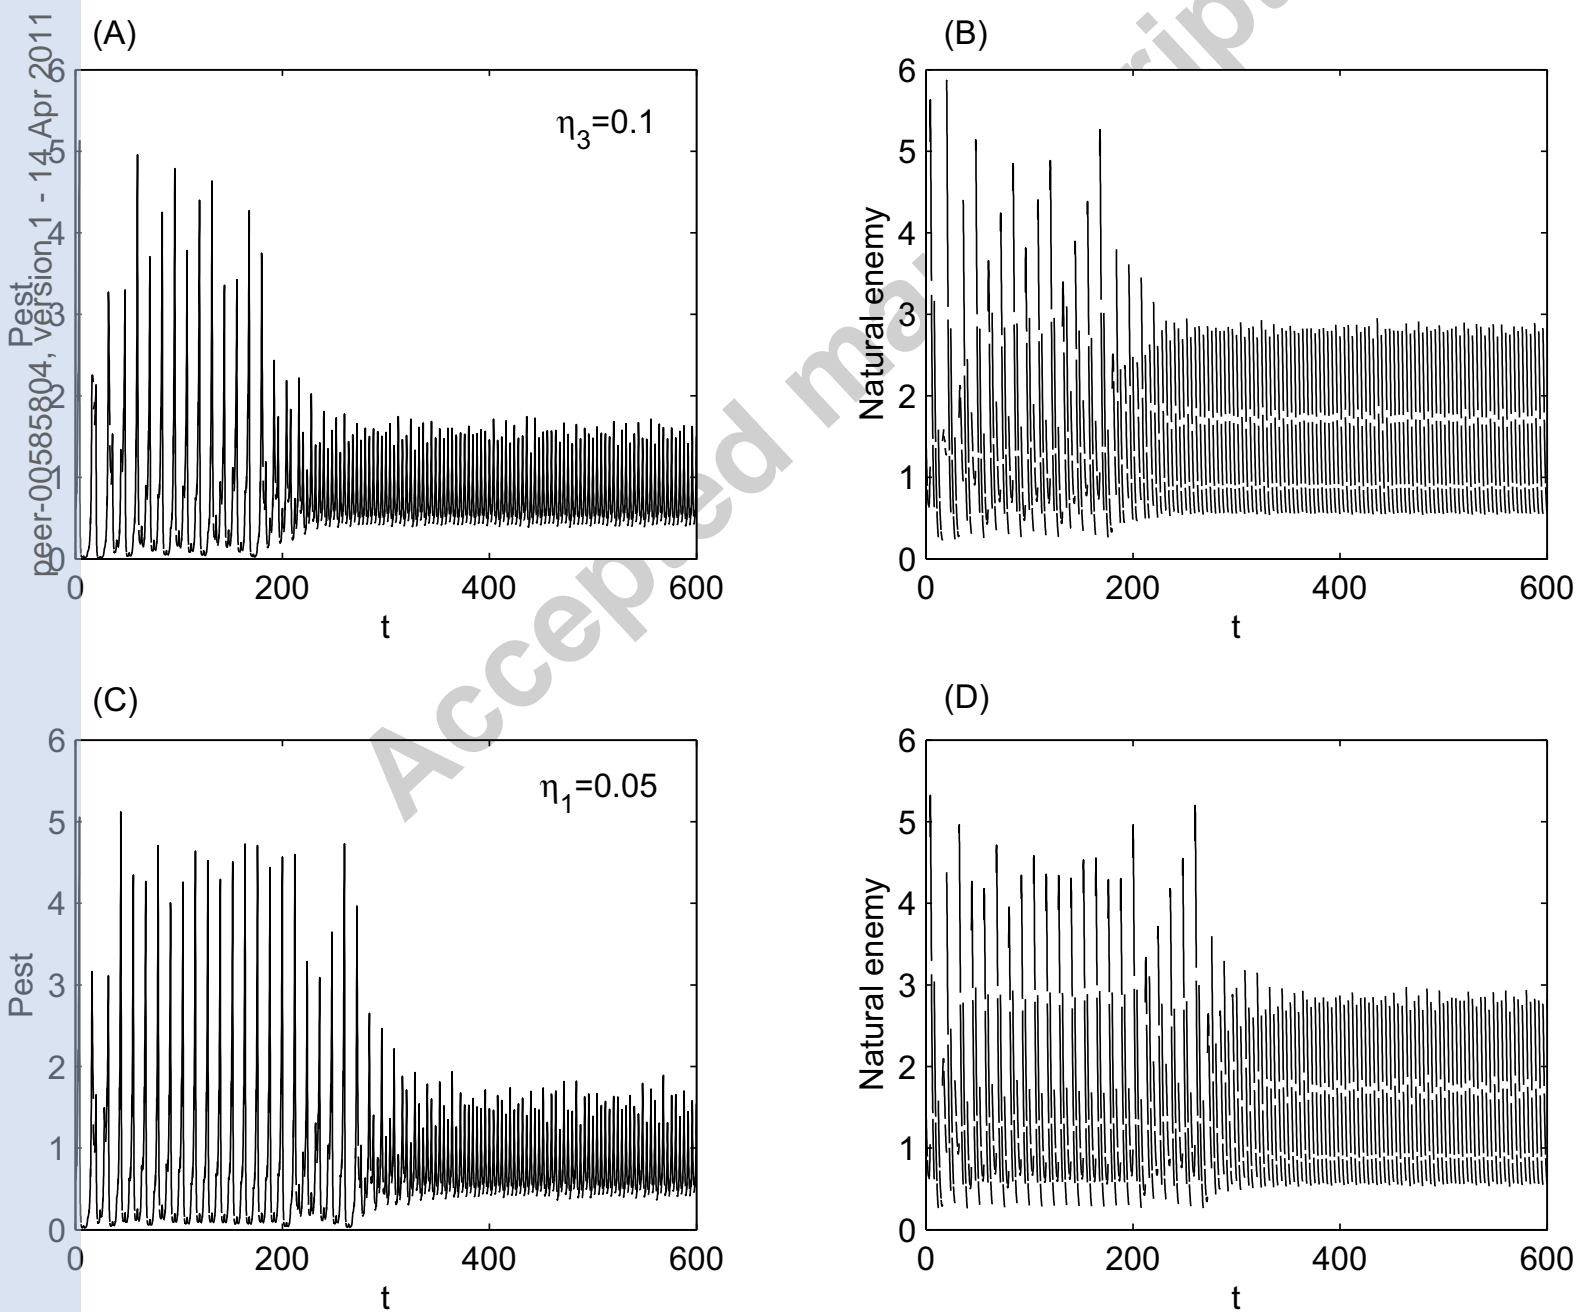 peer-00585804, version 1 - 14 Apr 2011
Accepted manuscript
(A)
η3=0.1
6
5
4
3
2
1
0
Pest
0 200 400 600
t
(B)
6
5
4
3
2
1
0
Natural enemy
0 200 400 600
t
(C)
η1=0.05
6
5
4
3
2
1
0
Pest
0 200 400 600
t
(D)
6
5
4
3
2
1
0
Natural enemy
0 200 400 600
t